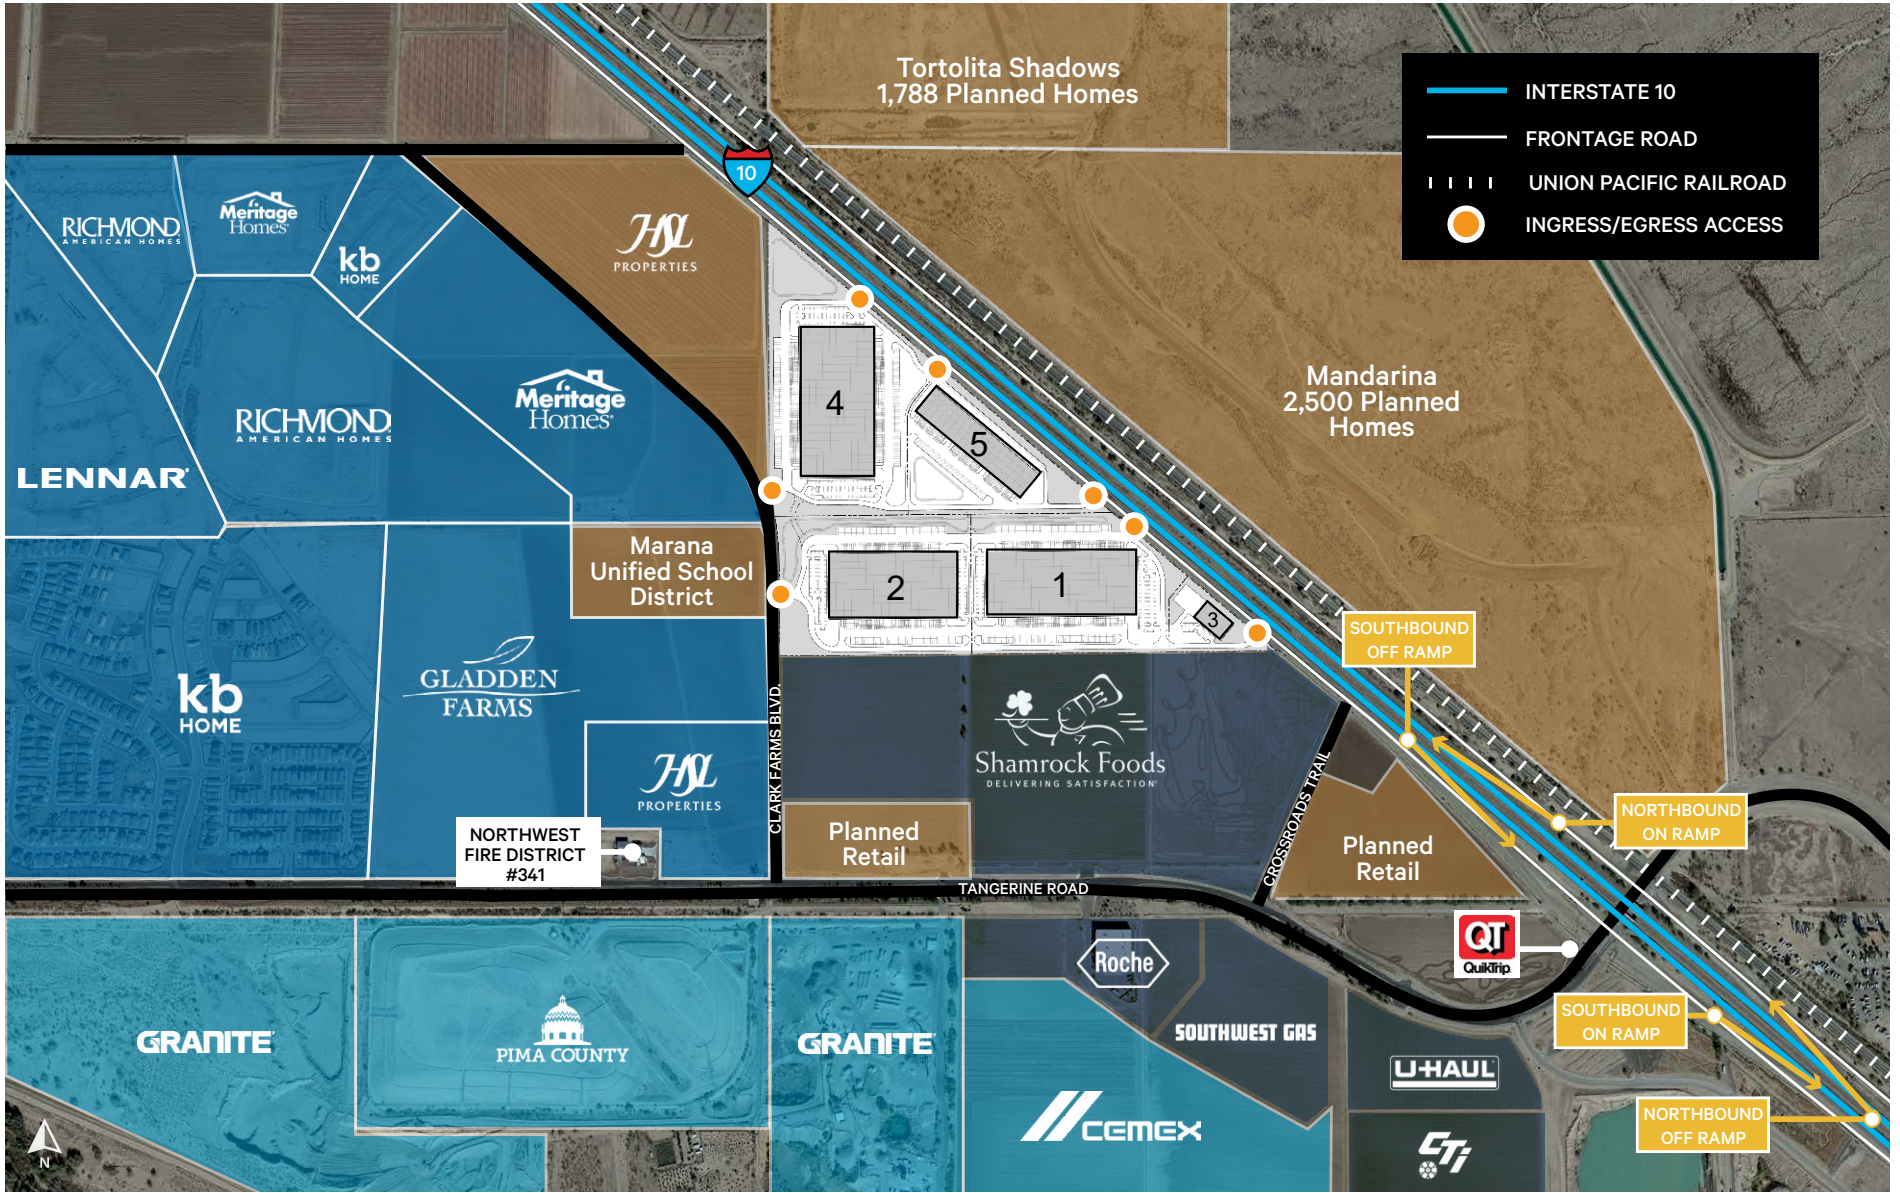 Tortolita Shadows
1,788 Planned Homes
INTERSTATE 10
FRONTAGE ROAD
UNION PACIFIC RAILROAD
INGRESS/EGRESS ACCESS
10
RICHMOND
AMERICAN HOMES
Meritage
Homes
kb
HOME
HSL
PROPERTIES
4
5
Mandarina
2,500 Planned
Homes
RICHMOND
AMERICAN HOMES
Meritage
Homes
LENNAR
Marana
Unified School
District
2
1
3
SOUTHBOUND
OFF RAMP
kb
HOME
GLADDEN
FARMS
HSL
PROPERTIES
CLARK FARMS BLVD.
Shamrock Foods
DELIVERING SATISFACTION
CROSSROADS TRAIL
NORTHBOUND
ON RAMP
NORTHWEST
FIRE DISTRICT
#341
Planned
Retail
Planned
Retail
TANGERINE ROAD
QT
QuikTrip
Roche
GRANITE
PIMA COUNTY
GRANITE
SOUTHWEST GAS
SOUTHBOUND
ON RAMP
U-HAUL
CEMEX
NORTHBOUND
OFF RAMP
CTi
N